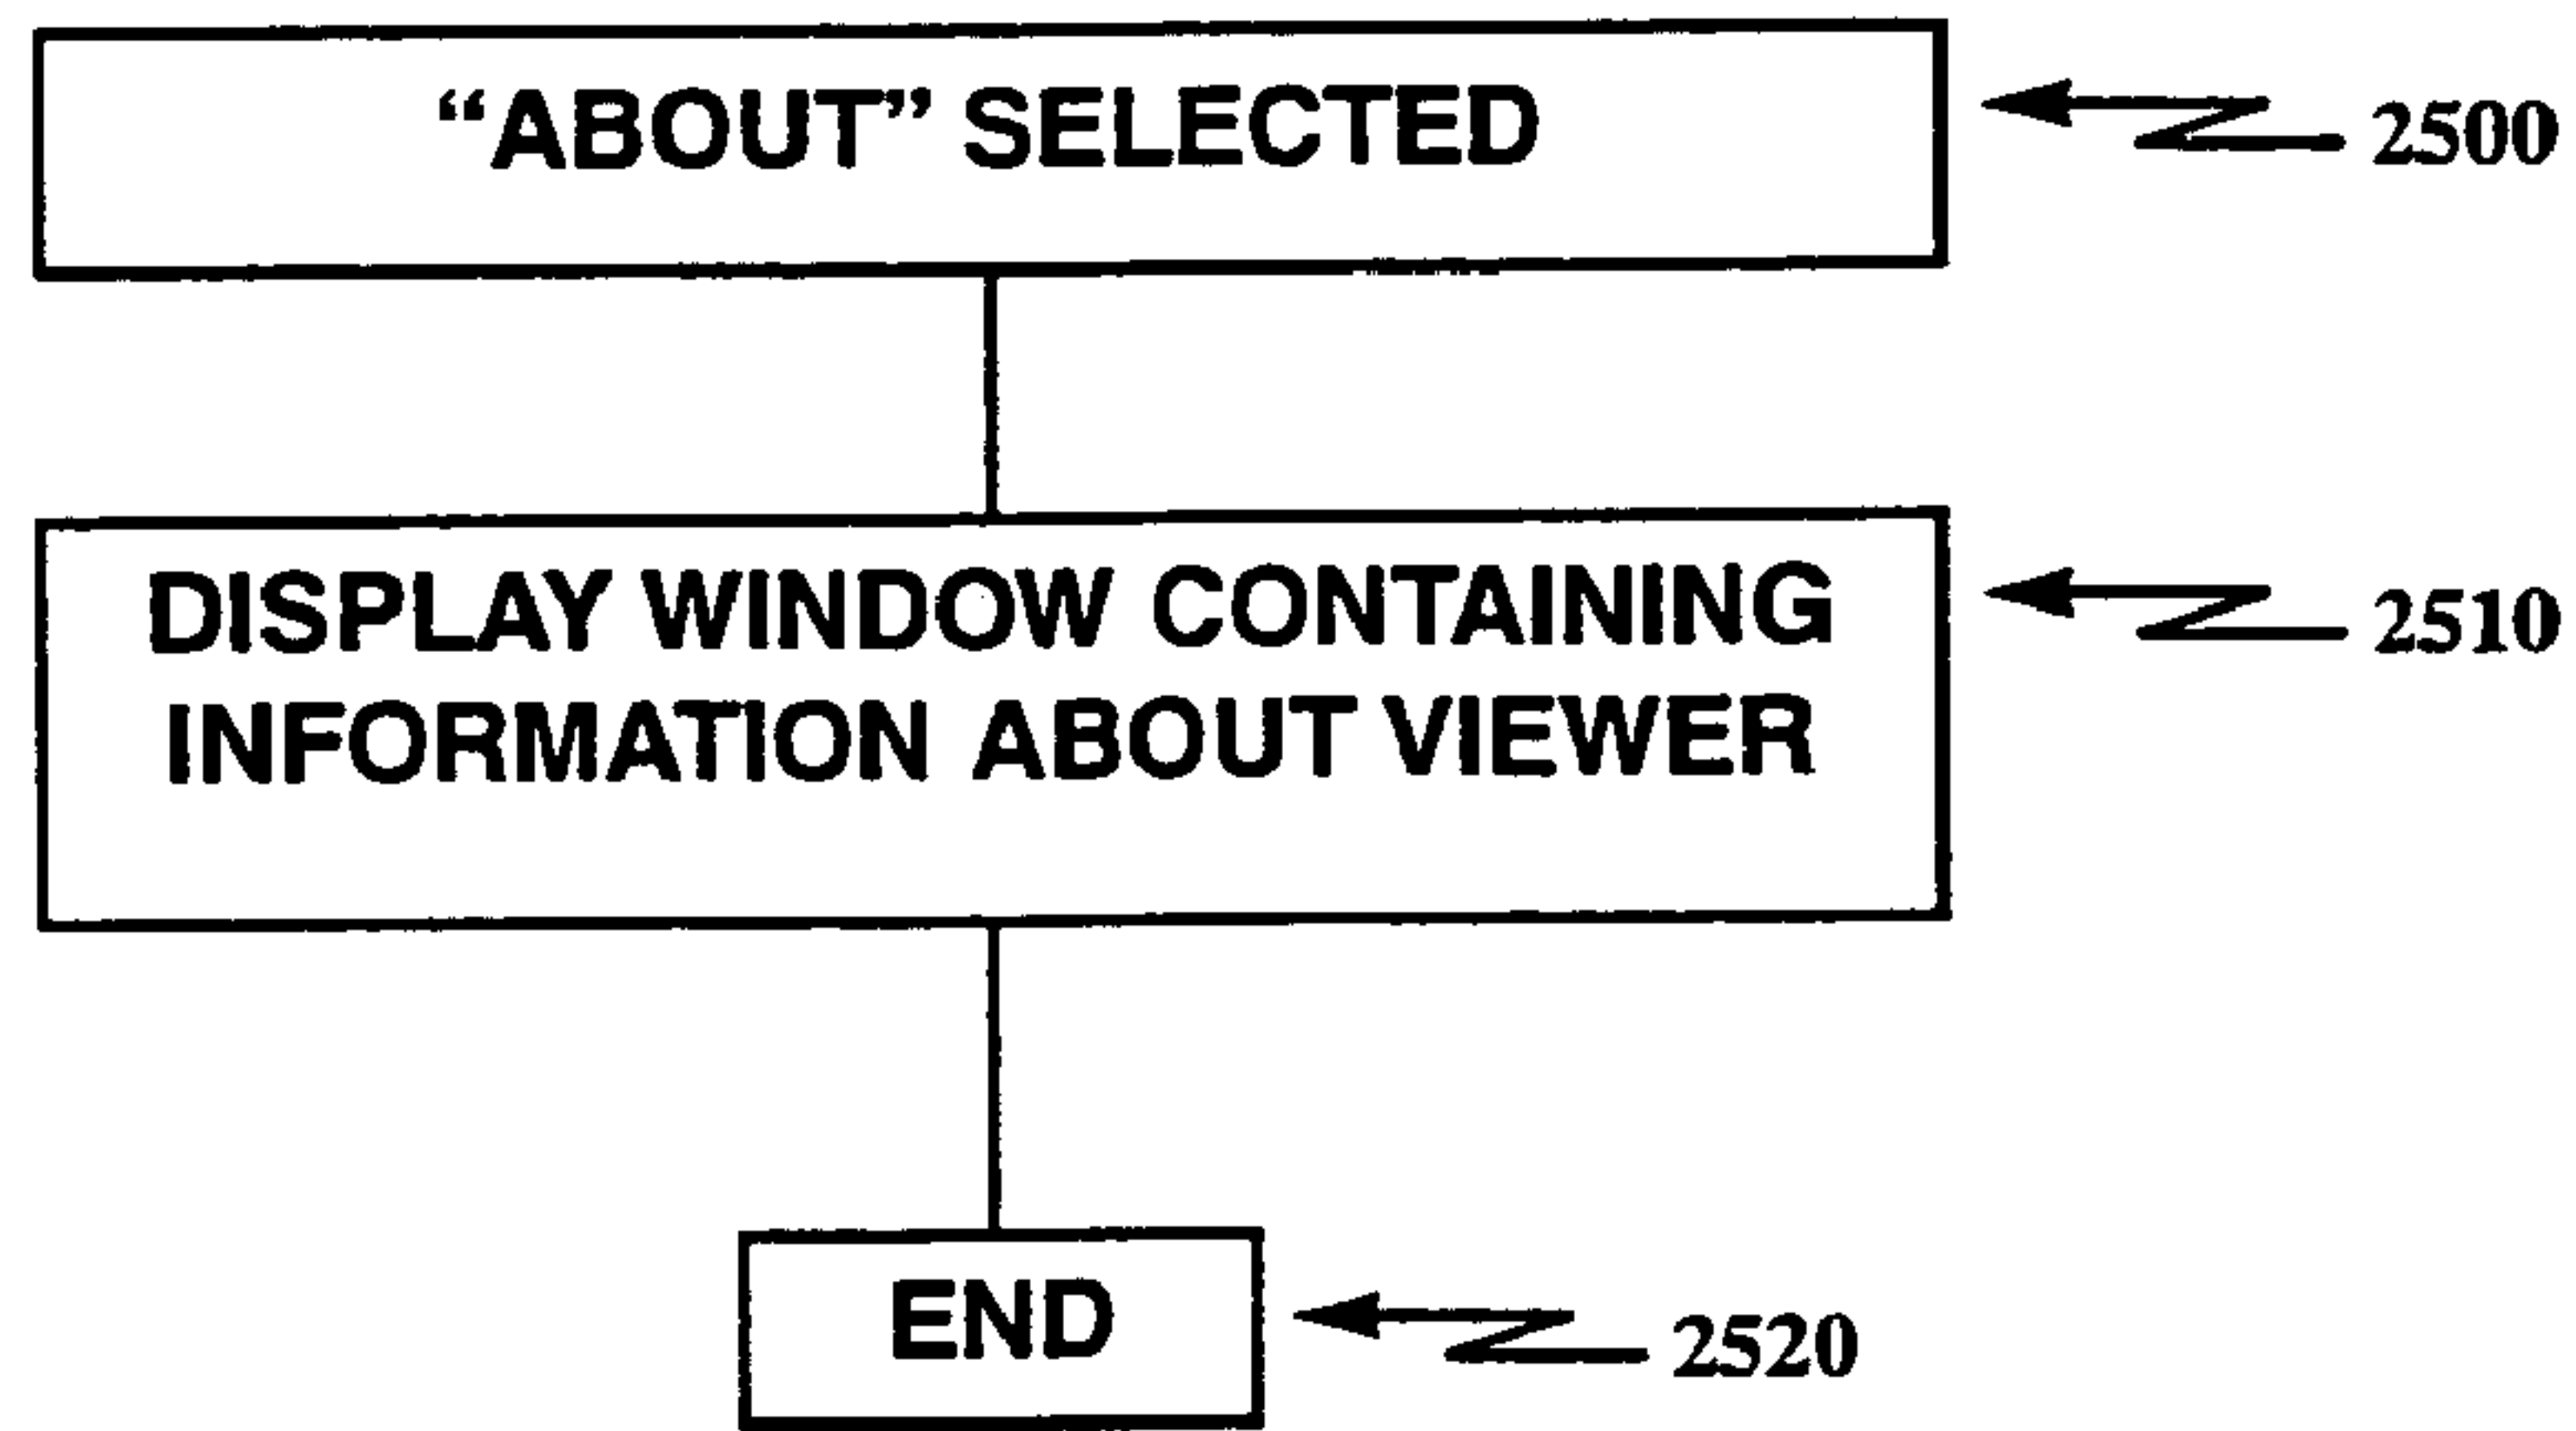 “ABOUT” SELECTED
2500
DISPLAY WINDOW CONTAINING
INFORMATION ABOUT VIEWER
2510
END
2520